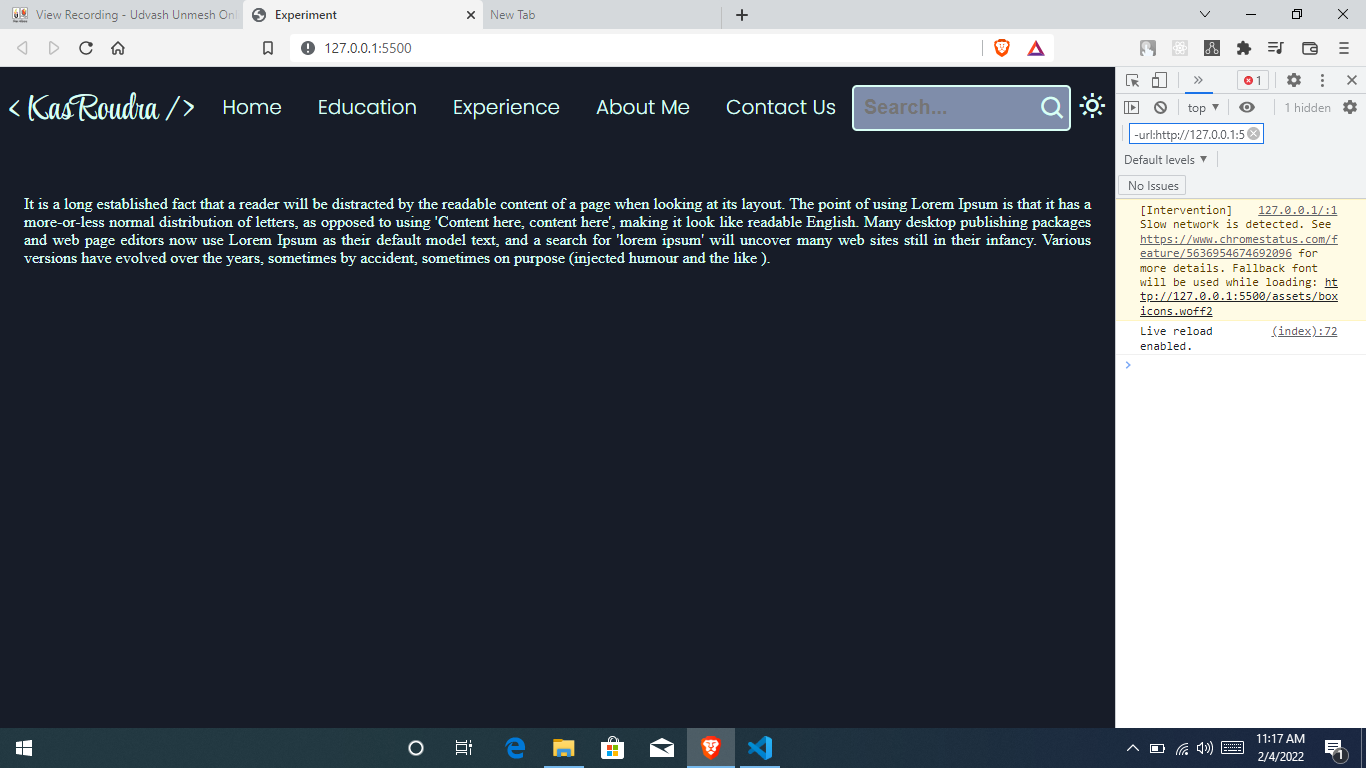 View Recording - Udvash Unmesh Onl
Experiment
New Tab
127.0.0.1:5500
< KasRoudra />
Home
Education
Experience
About Me
Contact Us
Search...
It is a long established fact that a reader will be distracted by the readable content of a page when looking at its layout. The point of using Lorem Ipsum is that it has a
more-or-less normal distribution of letters, as opposed to using 'Content here, content here', making it look like readable English. Many desktop publishing packages
and web page editors now use Lorem Ipsum as their default model text, and a search for 'lorem ipsum' will uncover many web sites still in their infancy. Various
versions have evolved over the years, sometimes by accident, sometimes on purpose (injected humour and the like ).
1
top ▼
1 hidden
-url:http://127.0.0.1:5
Default levels ▼
No Issues
[Intervention] 127.0.0.1/:1
Slow network is detected. See
https://www.chromestatus.com/f
eature/5636954674692096 for
more details. Fallback font
will be used while loading: ht
tp://127.0.0.1:5500/assets/box
icons.woff2
Live reload (index):72
enabled.
11:17 AM
2/4/2022
1